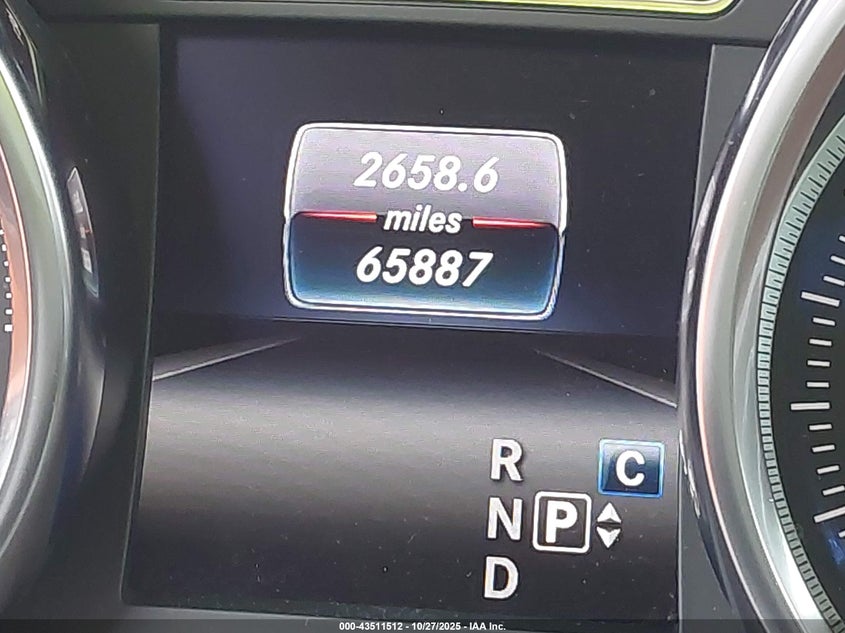 2658.6
miles
65887
R
C
N P
D
000-43511512 - 10/27/2025 - IAA Inc.